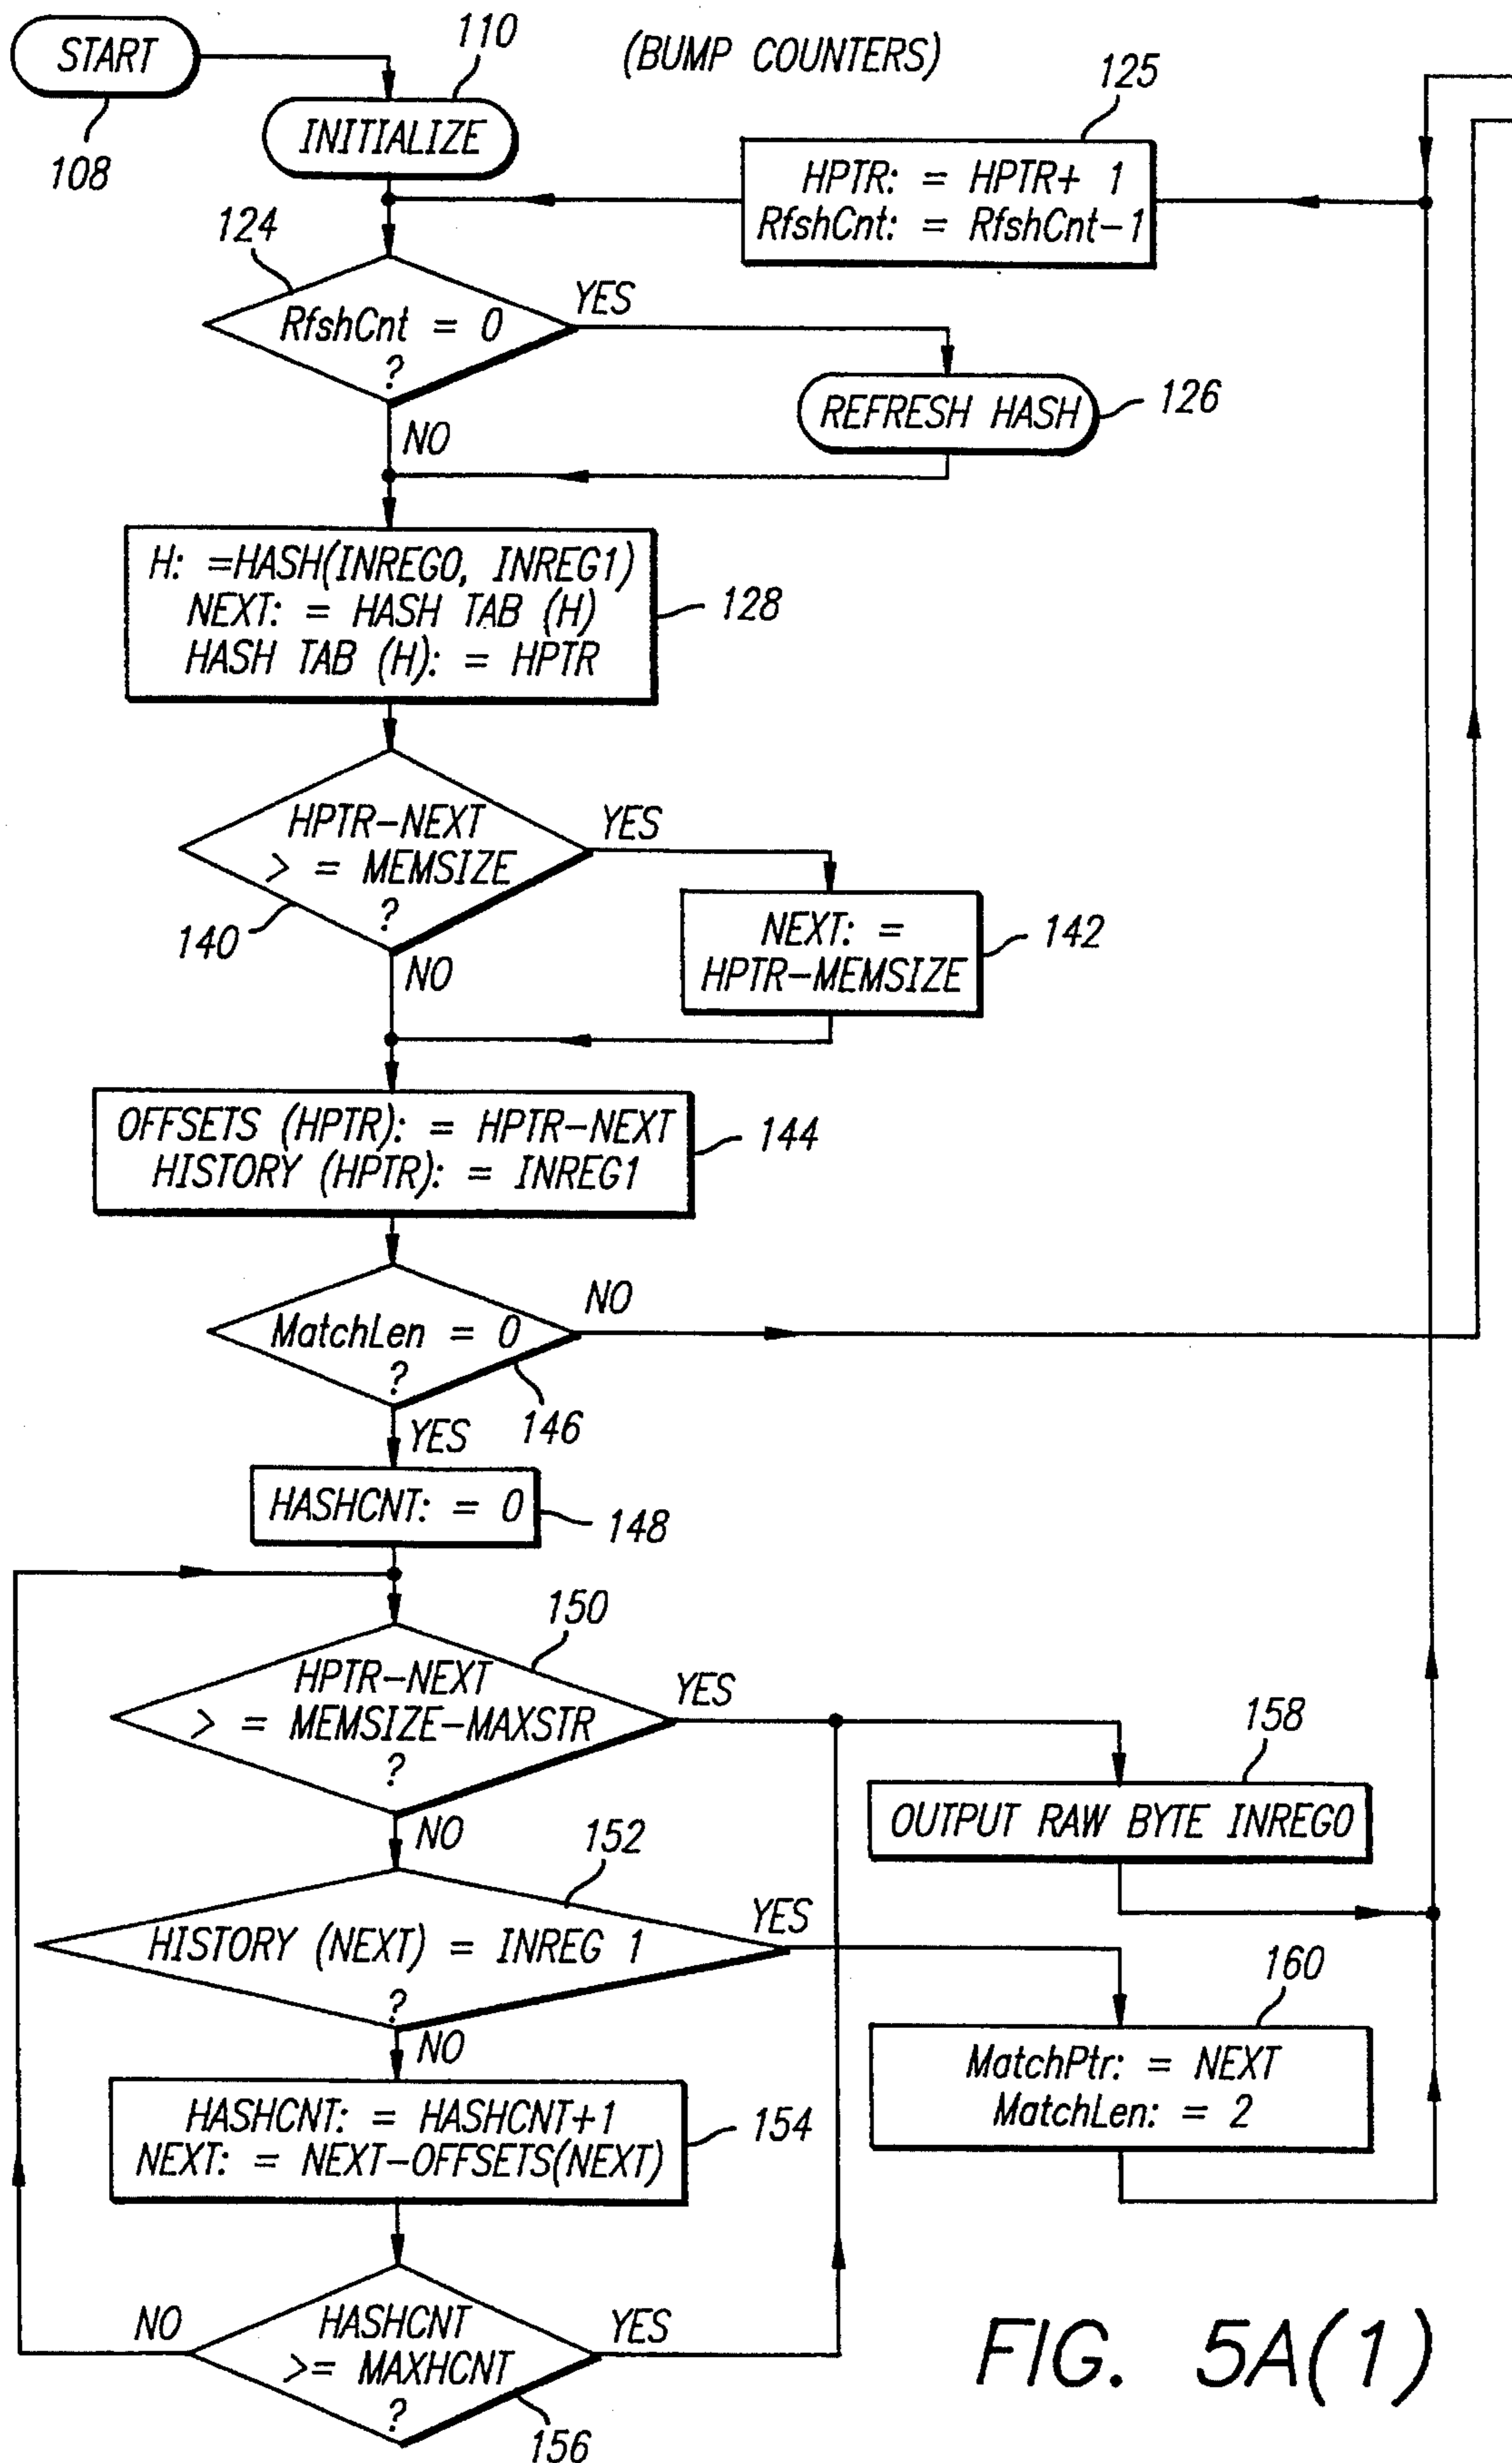 START
108
110
INITIALIZE
(BUMP COUNTERS)
125
HPTR: = HPTR+ 1
RfshCnt: = RfshCnt-1
124
RfshCnt = 0
?
YES
NO
REFRESH HASH
126
H: =HASH(INREG0, INREG1)
NEXT: = HASH TAB (H)
HASH TAB (H): = HPTR
128
HPTR-NEXT
> = MEMSIZE
?
140
YES
NO
NEXT: =
HPTR-MEMSIZE
142
OFFSETS (HPTR): = HPTR-NEXT
HISTORY (HPTR): = INREG1
144
MatchLen = 0
?
NO
146
YES
HASHCNT: = 0
148
150
HPTR-NEXT
> = MEMSIZE-MAXSTR
?
YES
NO
158
OUTPUT RAW BYTE INREG0
152
HISTORY (NEXT) = INREG 1
?
YES
NO
160
MatchPtr: = NEXT
MatchLen: = 2
HASHCNT: = HASHCNT+1
NEXT: = NEXT-OFFSETS(NEXT)
154
NO
HASHCNT
>= MAXHCNT
?
YES
156
FIG. 5A(1)